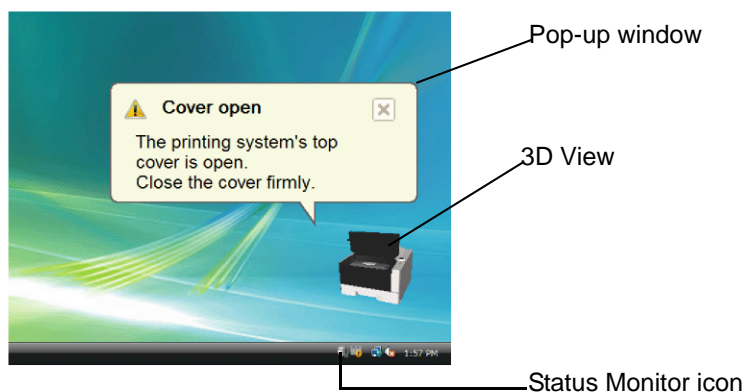 Pop-up window
Cover open
The printing system's top
cover is open.
Close the cover firmly.
3D View
1:57 PM
Status Monitor icon